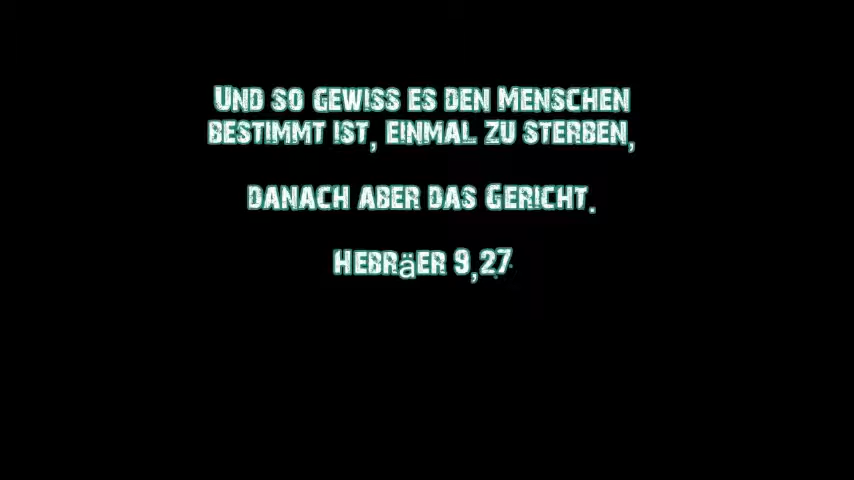 Und so gewiss es den Menschen
bestimmt ist, einmal zu sterben,
danach aber das Gericht.
Hebräer 9,27